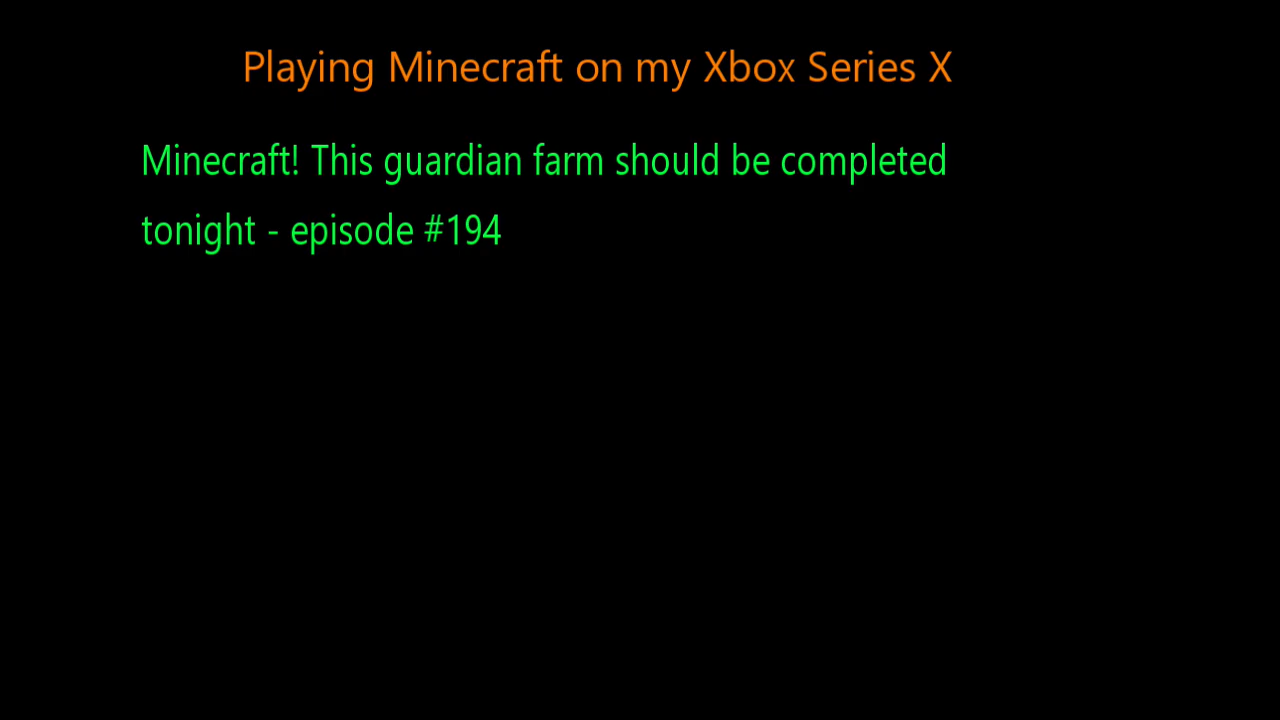 Playing Minecraft on my Xbox Series X
Minecraft! This guardian farm should be completed
tonight - episode #194